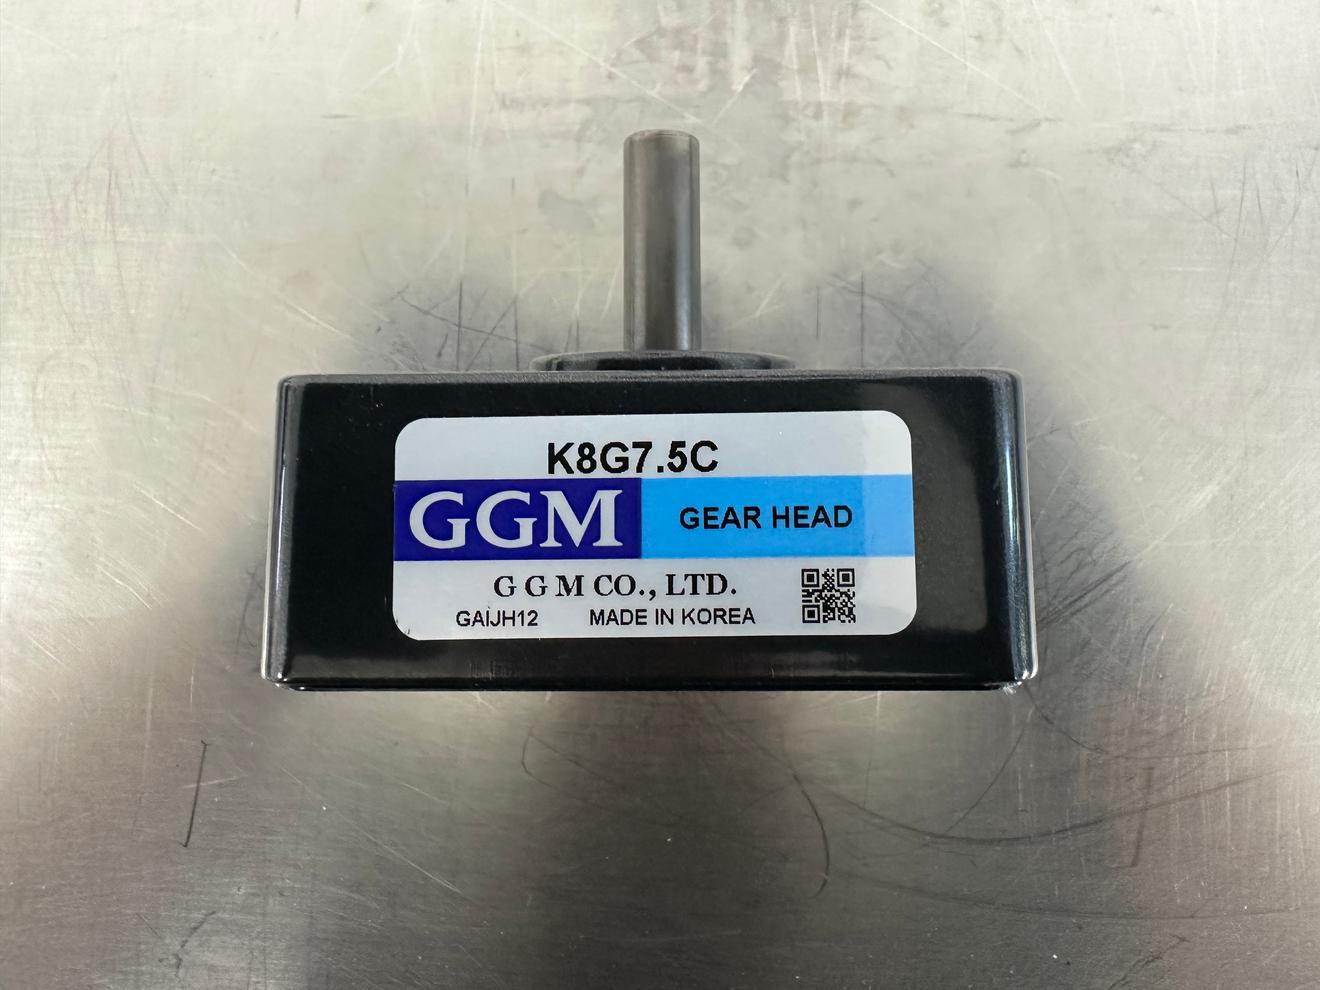 K8G7.5C
GGM GEAR HEAD
G G M CO., LTD.
GAIJH12 MADE IN KOREA